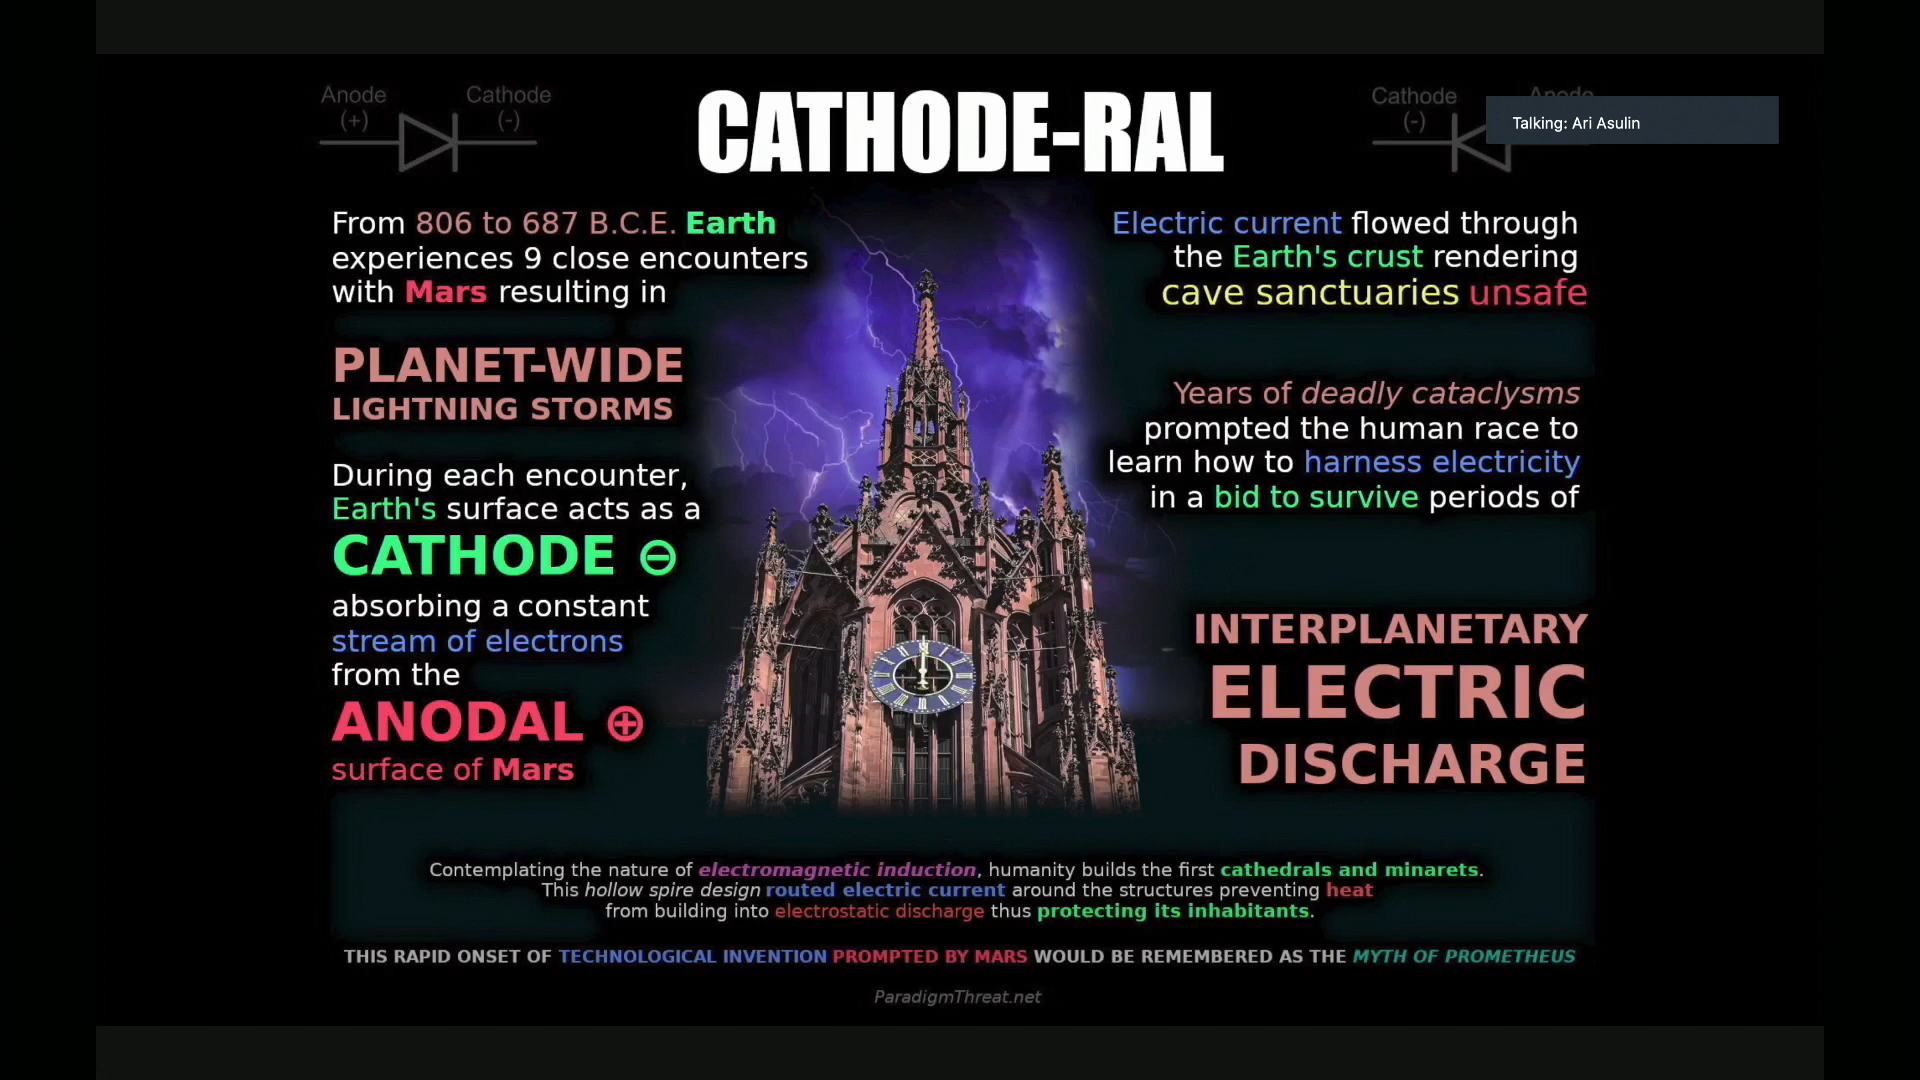 Anode
(+)
Cathode
(-)
CATHODE-RAL
Cathode
(-)
Anode
Talking: Ari Asulin
From 806 to 687 B.C.E. Earth
experiences 9 close encounters
with Mars resulting in
PLANET-WIDE
LIGHTNING STORMS
During each encounter,
Earth's surface acts as a
CATHODE ⊖
absorbing a constant
stream of electrons
from the
ANODAL ⊕
surface of Mars
Electric current flowed through
the Earth's crust rendering
cave sanctuaries unsafe
Years of deadly cataclysms
prompted the human race to
learn how to harness electricity
in a bid to survive periods of
INTERPLANETARY
ELECTRIC
DISCHARGE
Contemplating the nature of electromagnetic induction, humanity builds the first cathedrals and minarets.
This hollow spire design routed electric current around the structures preventing heat
from building into electrostatic discharge thus protecting its inhabitants.
THIS RAPID ONSET OF TECHNOLOGICAL INVENTION PROMPTED BY MARS WOULD BE REMEMBERED AS THE MYTH OF PROMETHEUS
ParadigmThreat.net